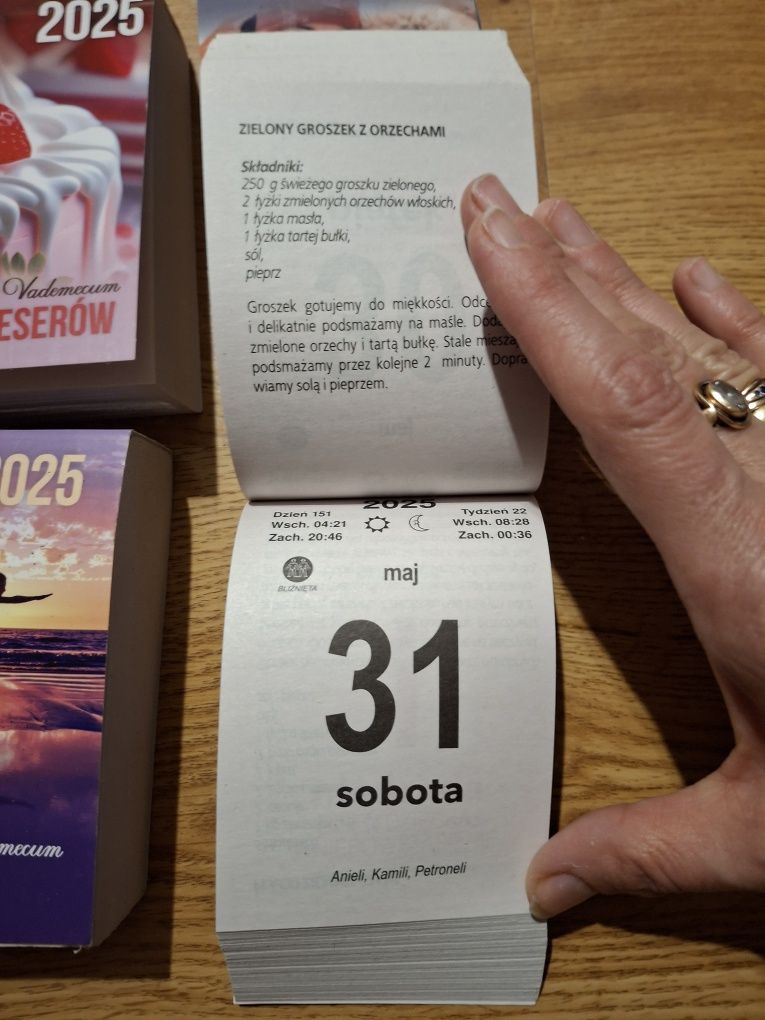 2025
Vademecum
ESERÓW
2025
mecum
ZIELONY GROSZEK Z ORZECHAMI
Składniki:
250 g świeżego groszku zielonego,
2 łyżki zmielonych orzechów włoskich,
1 łyżka masła,
1 łyżka tartej bułki,
sól,
pieprz
Groszek gotujemy do miękkości.
i delikatnie podsmażamy na maśle.
zmielone orzechy i tartą bułkę. Stale
podsmażamy przez kolejne 2 minuty. Dopra
wiamy solą i pieprzem.
2025
Dzień 151 Tydzień 22
Wsch. 04:21 Wsch. 08:28
Zach. 20:46 Zach. 00:36
BLIŹNIĘTA
maj
31
sobota
Anieli, Kamili, Petroneli